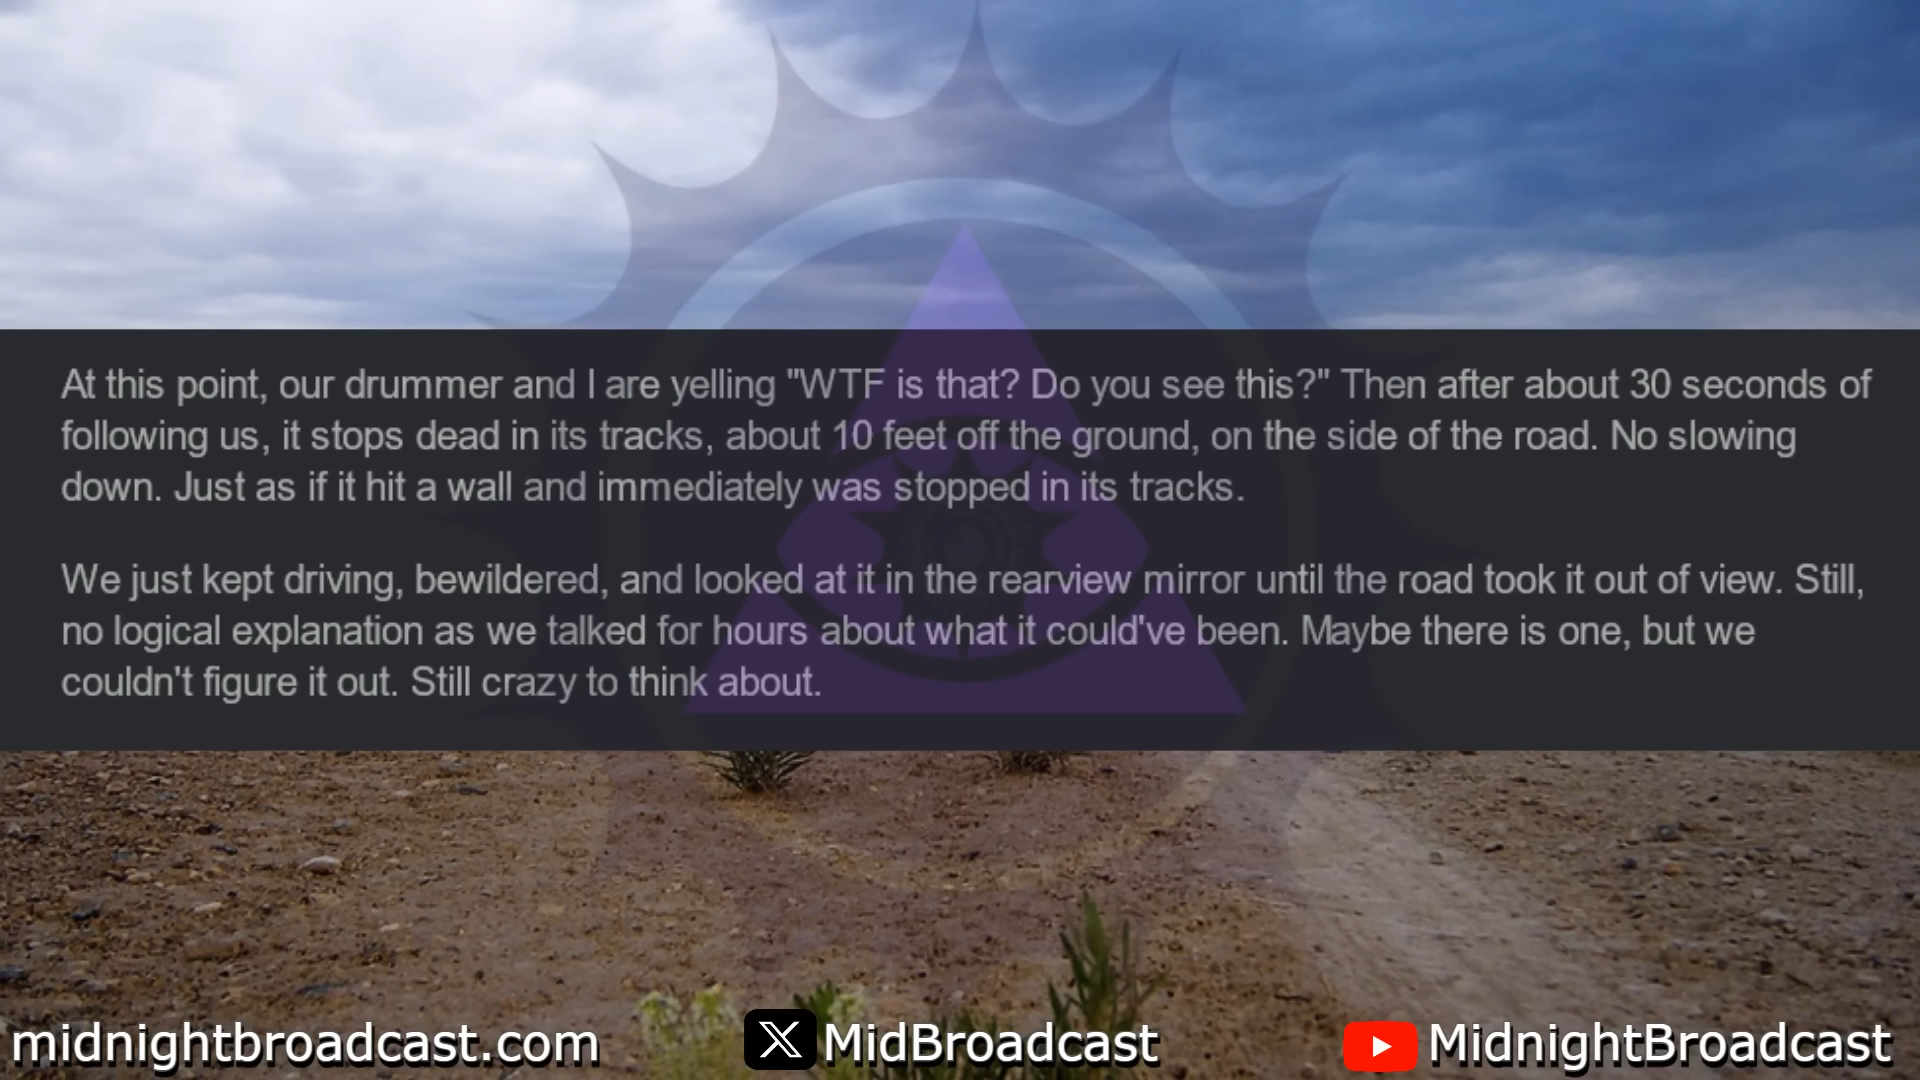 At this point, our drummer and I are yelling "WTF is that? Do you see this?" Then after about 30 seconds of
following us, it stops dead in its tracks, about 10 feet off the ground, on the side of the road. No slowing
down. Just as if it hit a wall and immediately was stopped in its tracks.
We just kept driving, bewildered, and looked at it in the rearview mirror until the road took it out of view. Still,
no logical explanation as we talked for hours about what it could've been. Maybe there is one, but we
couldn't figure it out. Still crazy to think about.
midnightbroadcast.com
MidBroadcast
MidnightBroadcast